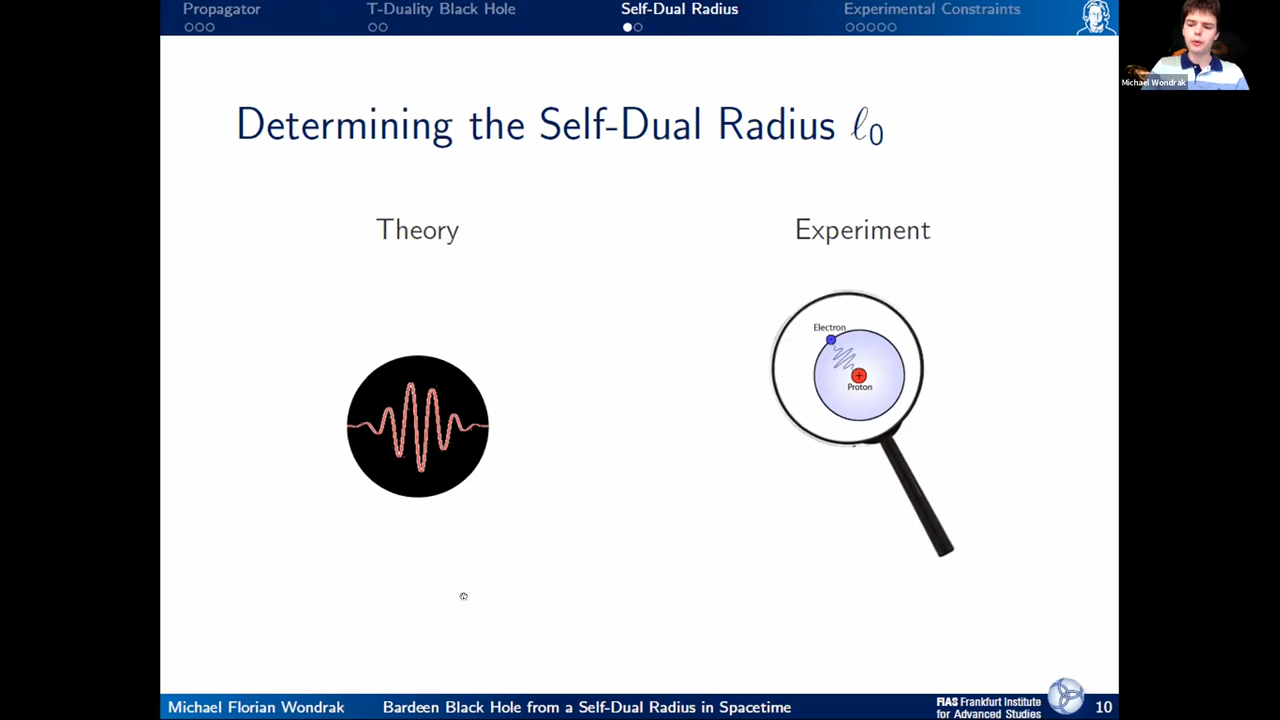 Propagator
T-Duality Black Hole
Self-Dual Radius
Experimental Constraints
Michael Wondrak
Determining the Self-Dual Radius ℓ₀
Theory
Experiment
Electron
+
Proton
Michael Florian Wondrak
Bardeen Black Hole from a Self-Dual Radius in Spacetime
FIAS Frankfurt Institute
for Advanced Studies
10